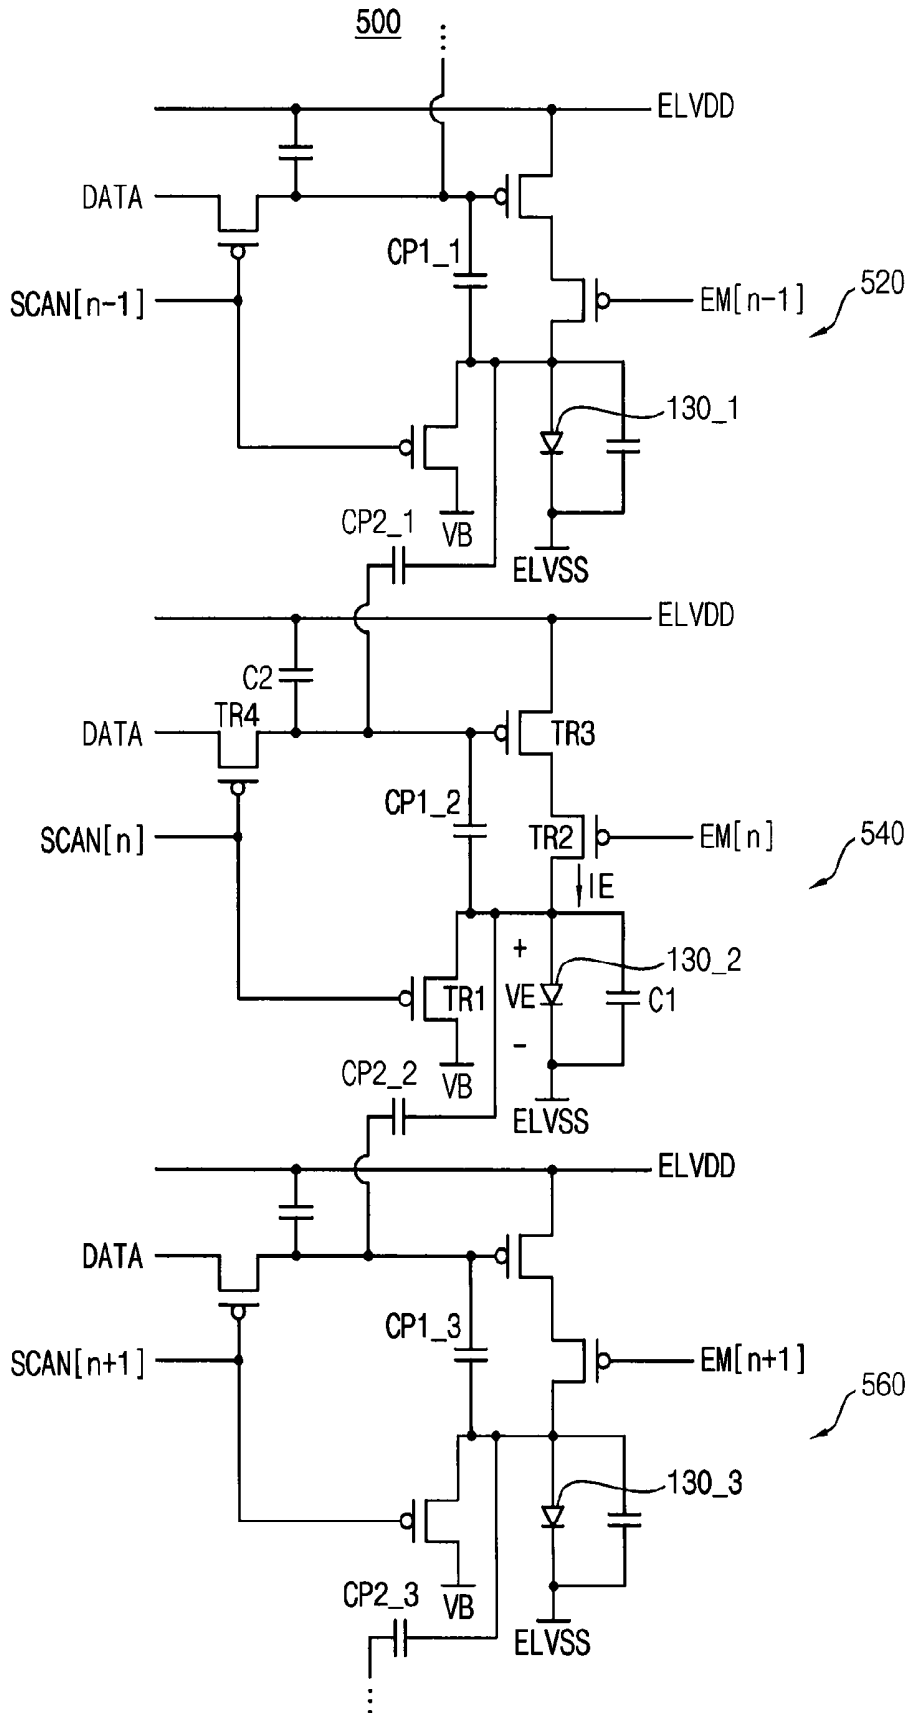 500
ELVDD
DATA
CP1_1
SCAN[n-1]
EM[n-1]
520
130_1
VB
CP2_1
ELVSS
ELVDD
C2
TR4
DATA
TR3
CP1_2
SCAN[n]
TR2
EM[n]
540
IE
+
130_2
TR1
VE
C1
-
VB
CP2_2
ELVSS
ELVDD
DATA
CP1_3
SCAN[n+1]
EM[n+1]
560
130_3
VB
CP2_3
ELVSS